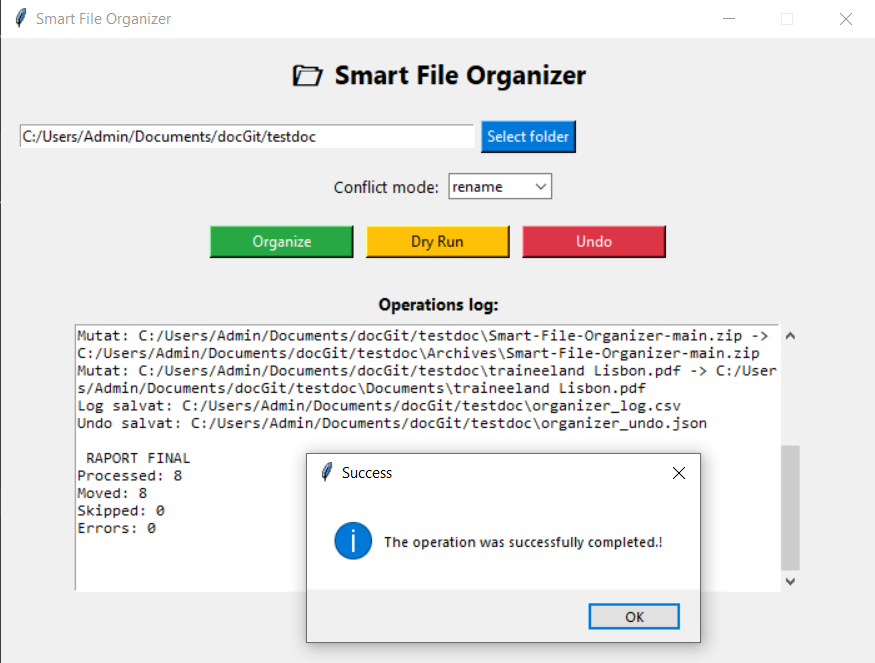 Smart File Organizer
Smart File Organizer
C:/Users/Admin/Documents/docGit/testdoc
Select folder
Conflict mode:
rename
Organize
Dry Run
Undo
Operations log:
Mutat: C:/Users/Admin/Documents/docGit/testdoc\Smart-File-Organizer-main.zip ->
C:/Users/Admin/Documents/docGit/testdoc\Archives\Smart-File-Organizer-main.zip
Mutat: C:/Users/Admin/Documents/docGit/testdoc\traineeland Lisbon.pdf -> C:/User
s/Admin/Documents/docGit/testdoc\Documents\traineeland Lisbon.pdf
Log salvat: C:/Users/Admin/Documents/docGit/testdoc\organizer_log.csv
Undo salvat: C:/Users/Admin/Documents/docGit/testdoc\organizer_undo.json
RAPORT FINAL
Processed: 8
Moved: 8
Skipped: 0
Errors: 0
Success
The operation was successfully completed.!
OK